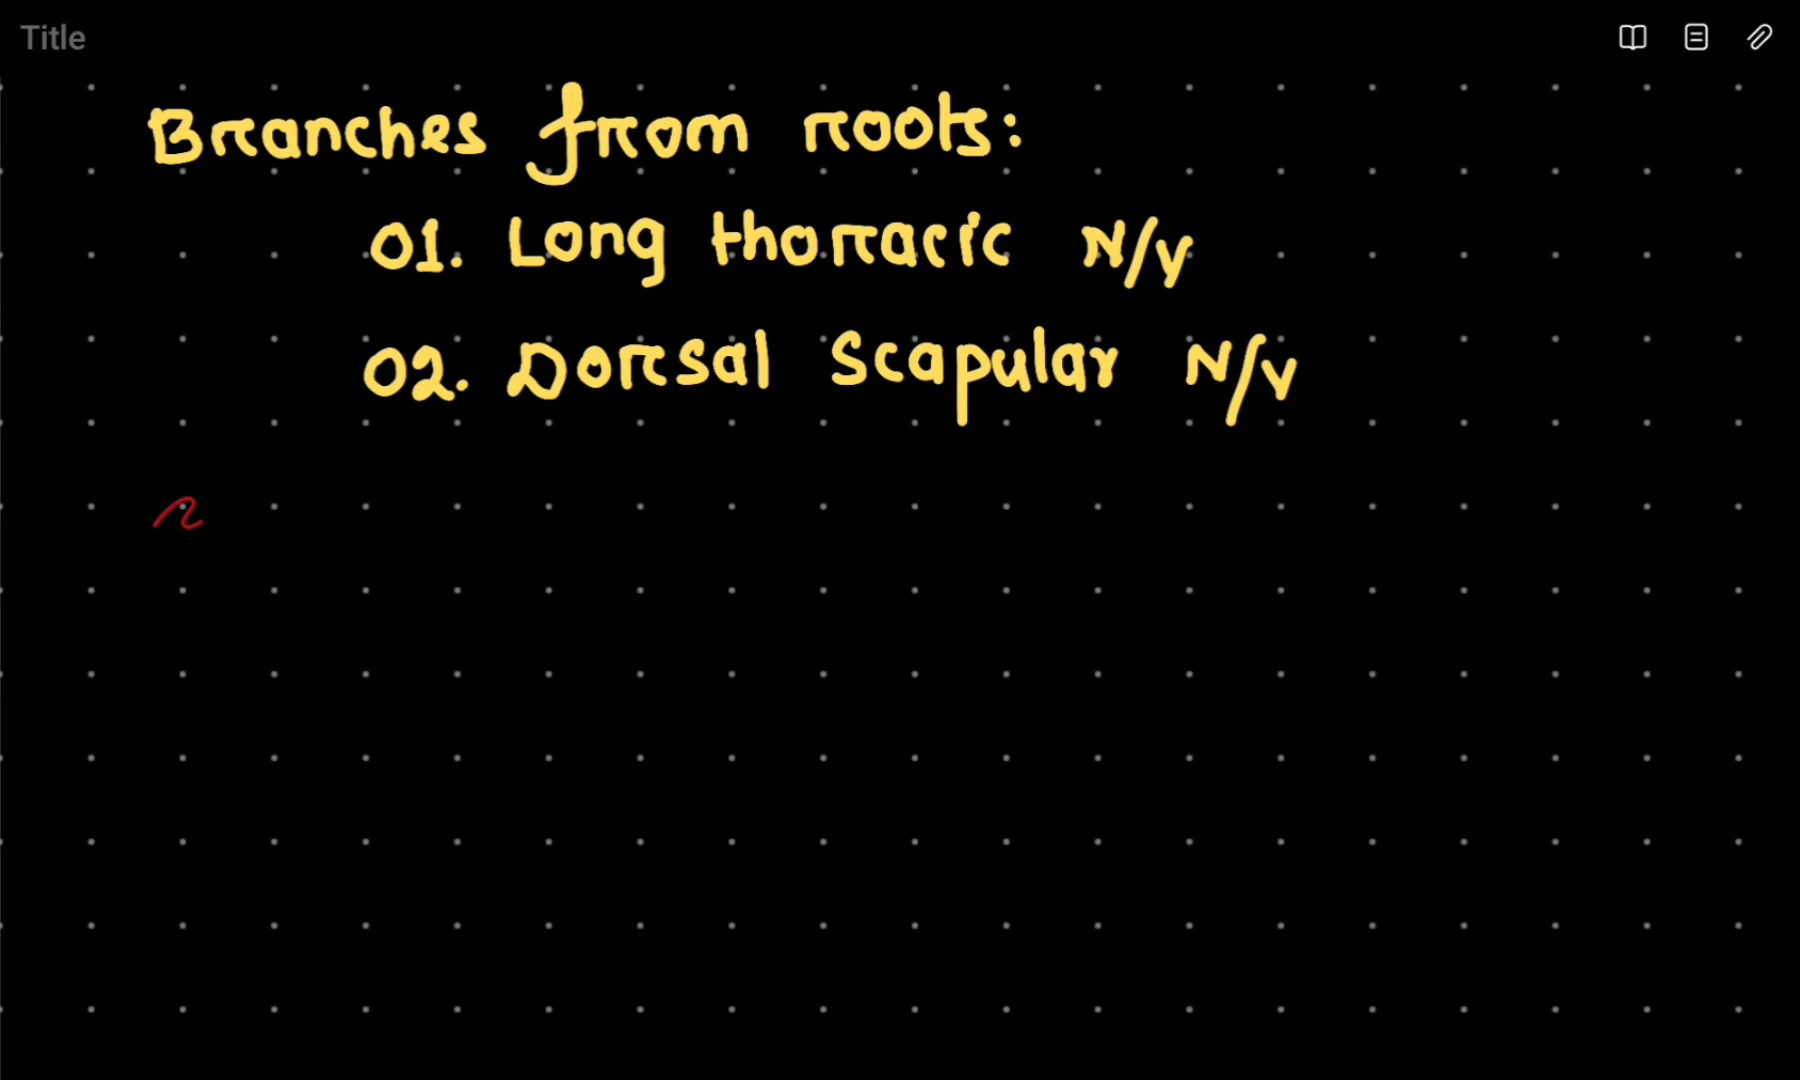 Title
Branches from roots:
01. Long thoracic N/V
02. Dorsal Scapular N/V